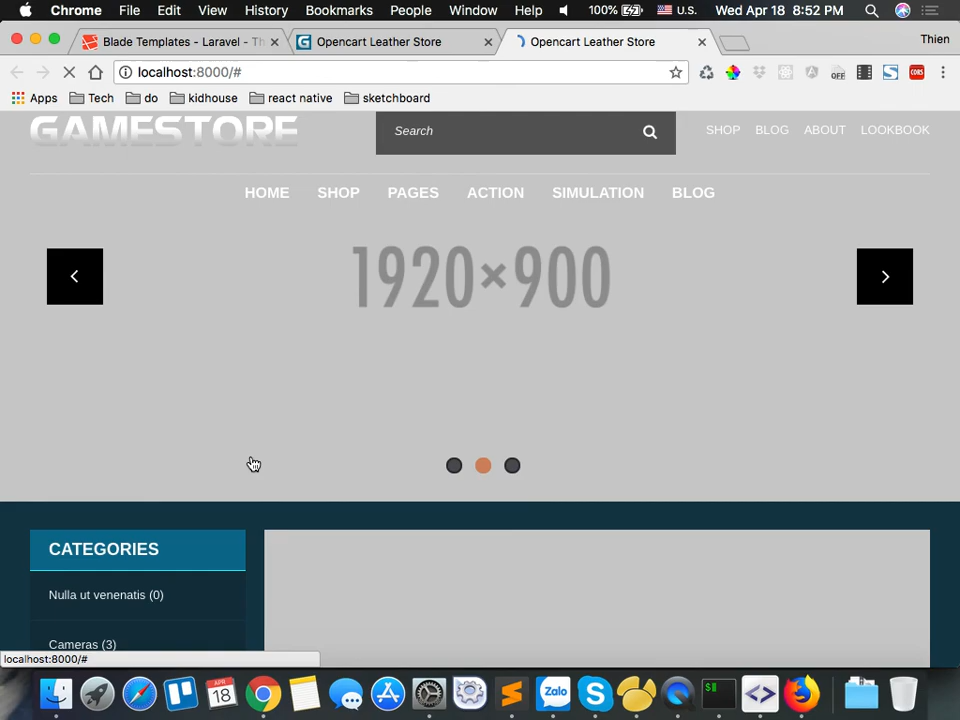 Chrome File Edit View History Bookmarks People Window Help 100% U.S. Wed Apr 18 8:52 PM
Blade Templates - Laravel - Th
Opencart Leather Store
Opencart Leather Store
Thien
localhost:8000/#
OFF
CORS
Apps Tech do kidhouse react native sketchboard
GAMESTORE
Search
SHOP BLOG ABOUT LOOKBOOK
HOME SHOP PAGES ACTION SIMULATION BLOG
1920×900
CATEGORIES
Nulla ut venenatis (0)
Cameras (3)
localhost:8000/#
APR
18
Zalo